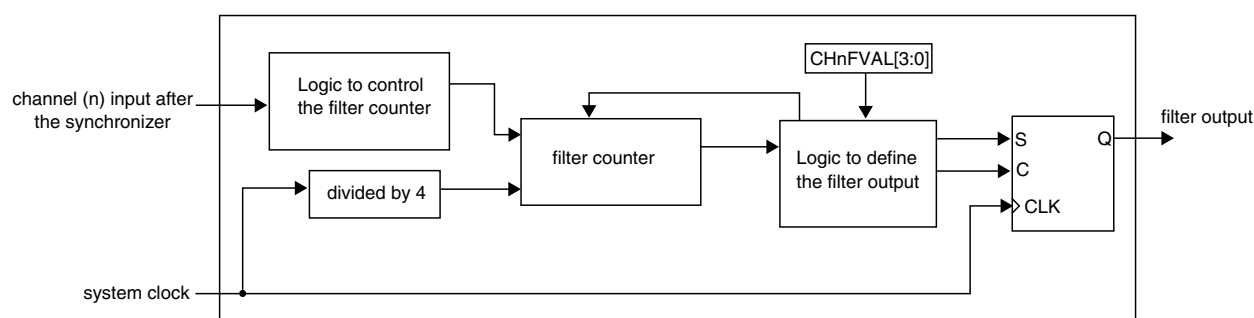 CHnFVAL[3:0]
Logic to control
the filter counter
channel (n) input after
the synchronizer
filter output
S
Q
filter counter
Logic to define
the filter output
C
divided by 4
CLK
system clock